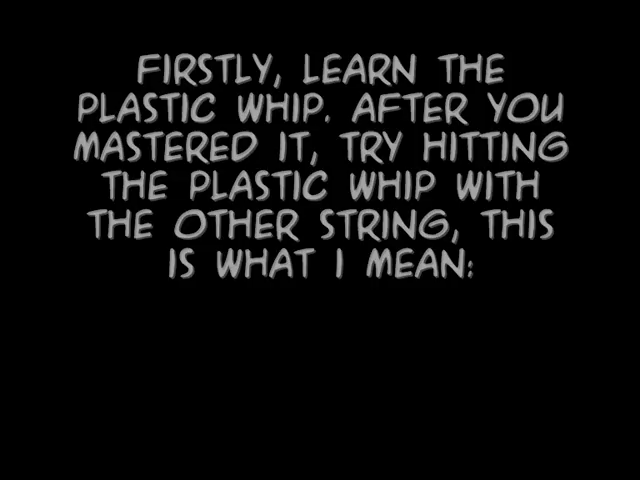 FIRSTLY, LEARN THE
PLASTIC WHIP. AFTER YOU
MASTERED IT, TRY HITTING
THE PLASTIC WHIP WITH
THE OTHER STRING, THIS
IS WHAT I MEAN: